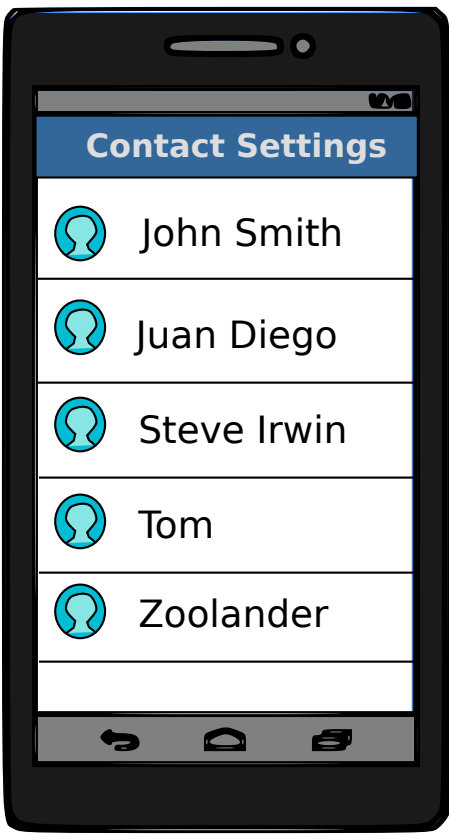 Contact Settings
John Smith
Juan Diego
Steve Irwin
Tom
Zoolander